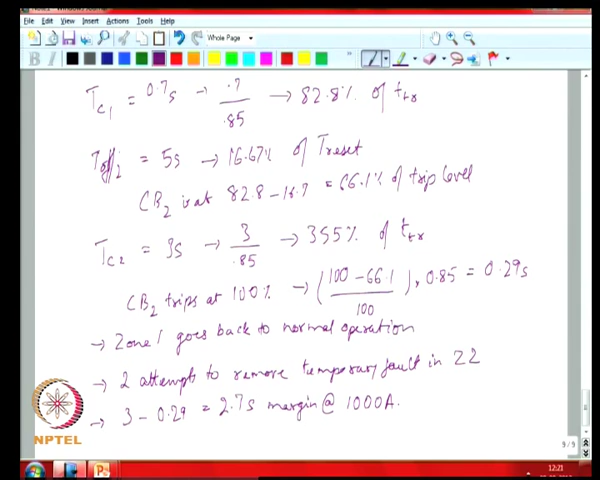 File Edit View Insert Actions Tools Help
Whole Page
B I
Tc1 = 0.7s → .7/.85 → 82.8% of ttr
Toff2 = 5s → 16.67% of Treset
CB2 is at 82.8 - 16.7 = 66.1% of trip level
Tc2 = 3s → 3/.85 → 355% of ttr
CB2 trips at 100% → (100 - 66.1/100) × 0.85 = 0.29s
→ Zone 1 goes back to normal operation
→ 2 attempts to remove temporary fault in Z2
→ 3 - 0.29 = 2.7s margin @ 1000A.
NPTEL
9/9
12:21